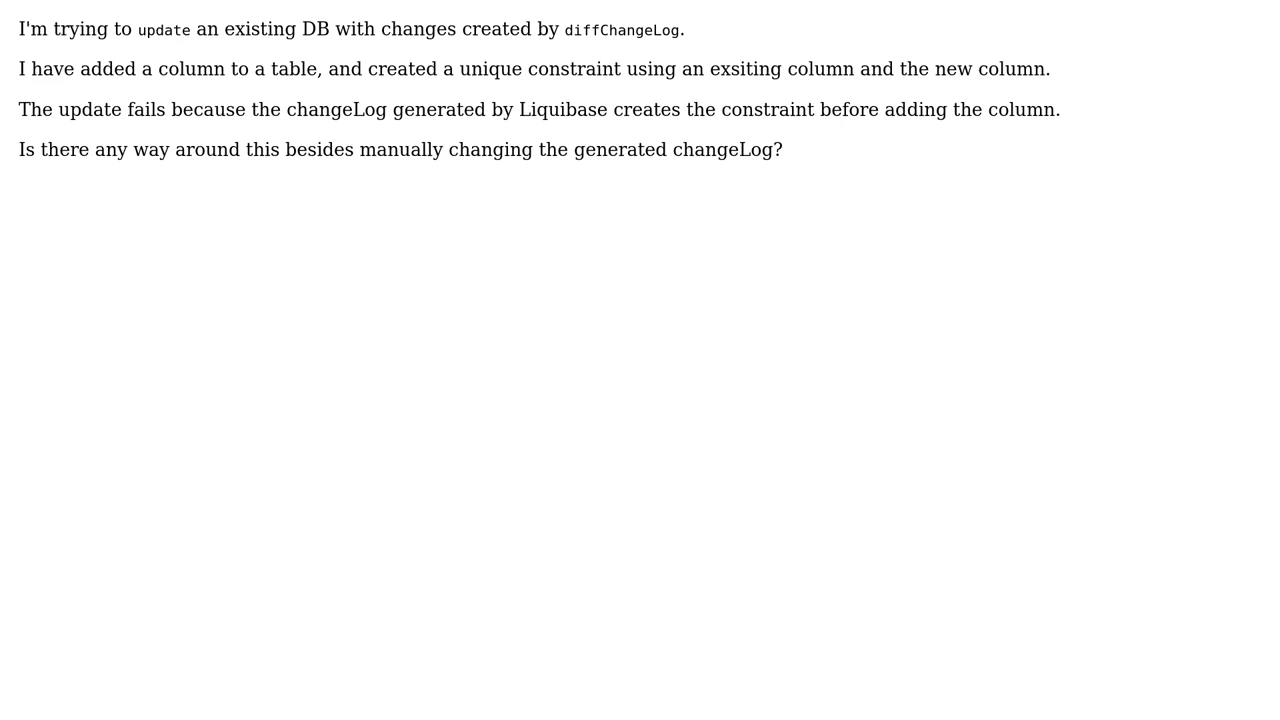 I'm trying to update an existing DB with changes created by diffChangeLog.
I have added a column to a table, and created a unique constraint using an exsiting column and the new column.
The update fails because the changeLog generated by Liquibase creates the constraint before adding the column.
Is there any way around this besides manually changing the generated changeLog?